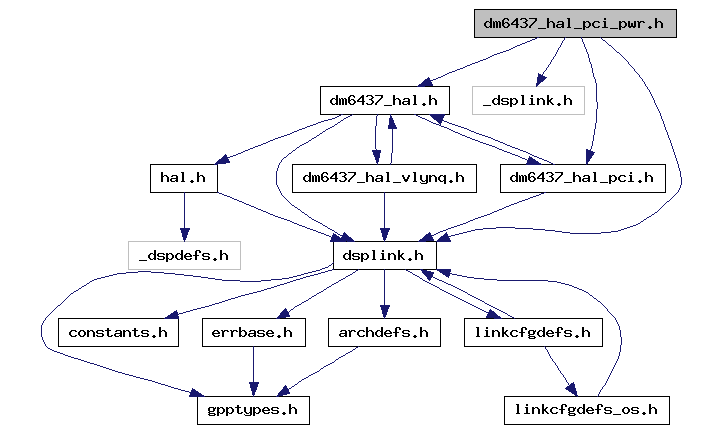 dm6437_hal_pci_pwr.h
dm6437_hal.h
_dsplink.h
hal.h
dm6437_hal_vlynq.h
dm6437_hal_pci.h
_dspdefs.h
dsplink.h
constants.h
errbase.h
archdefs.h
linkcfgdefs.h
gpptypes.h
linkcfgdefs_os.h